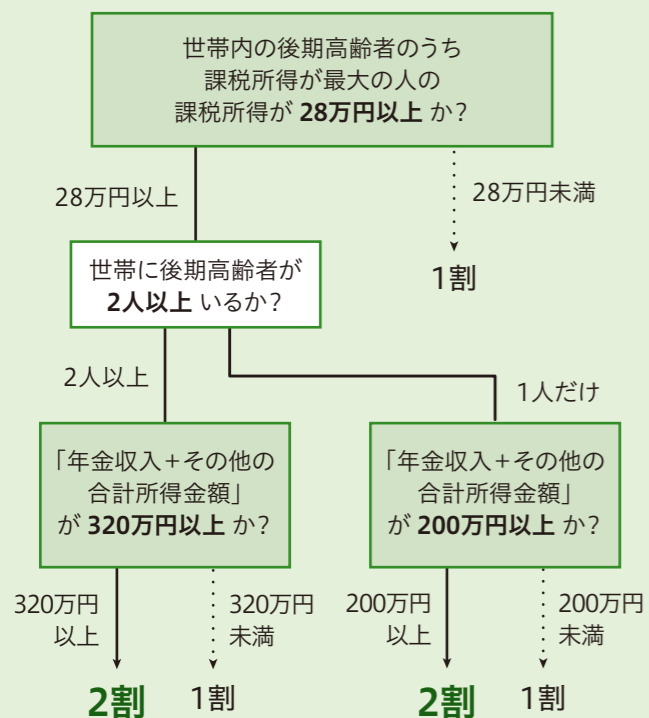 世帯内の後期高齢者のうち
課税所得が最大の人の
課税所得が 28万円以上 か？
28万円以上
28万円未満
世帯に後期高齢者が
2人以上 いるか？
1割
2人以上
1人だけ
「年金収入＋その他の
合計所得金額」
が 320万円以上 か？
「年金収入＋その他の
合計所得金額」
が 200万円以上 か？
320万円
以上
320万円
未満
200万円
以上
200万円
未満
2割
1割
2割
1割